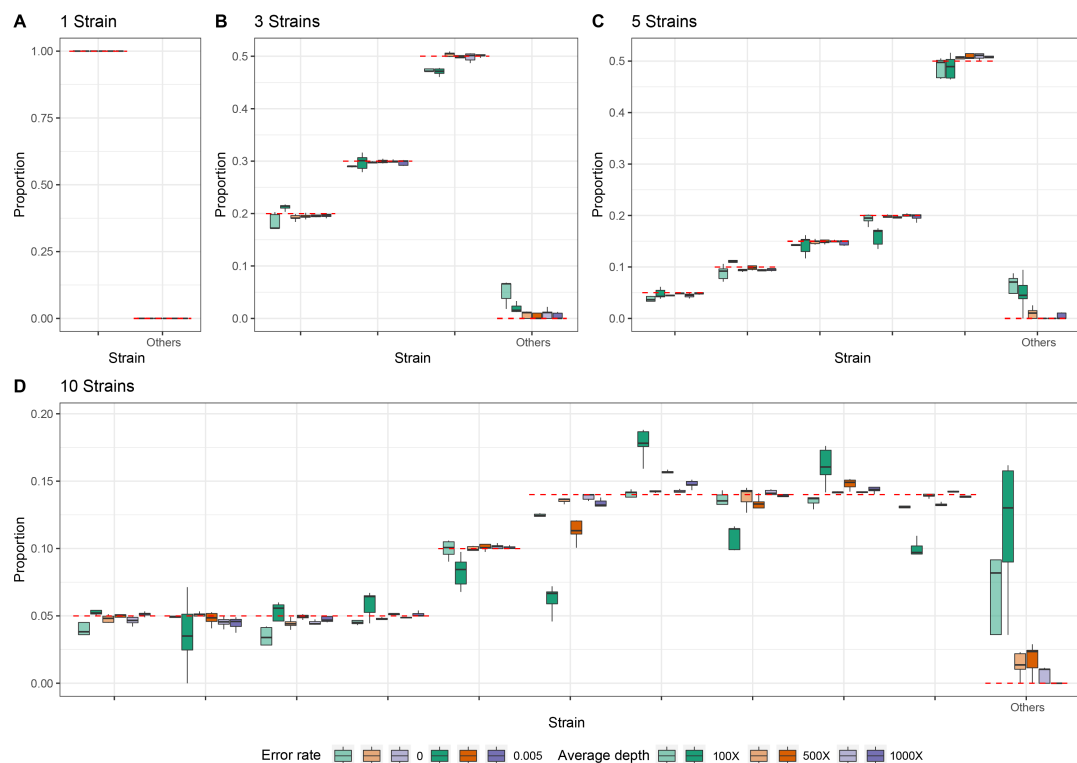 A 1 Strain
B 3 Strains
C 5 Strains
Proportion
1.00
0.75
0.50
0.25
0.00
Others
Strain
Proportion
0.5
0.4
0.3
0.2
0.1
0.0
Others
Strain
Proportion
0.5
0.4
0.3
0.2
0.1
0.0
Others
Strain
D 10 Strains
Proportion
0.20
0.15
0.10
0.05
0.00
Others
Strain
Error rate 0 0.005 Average depth 100X 500X 1000X